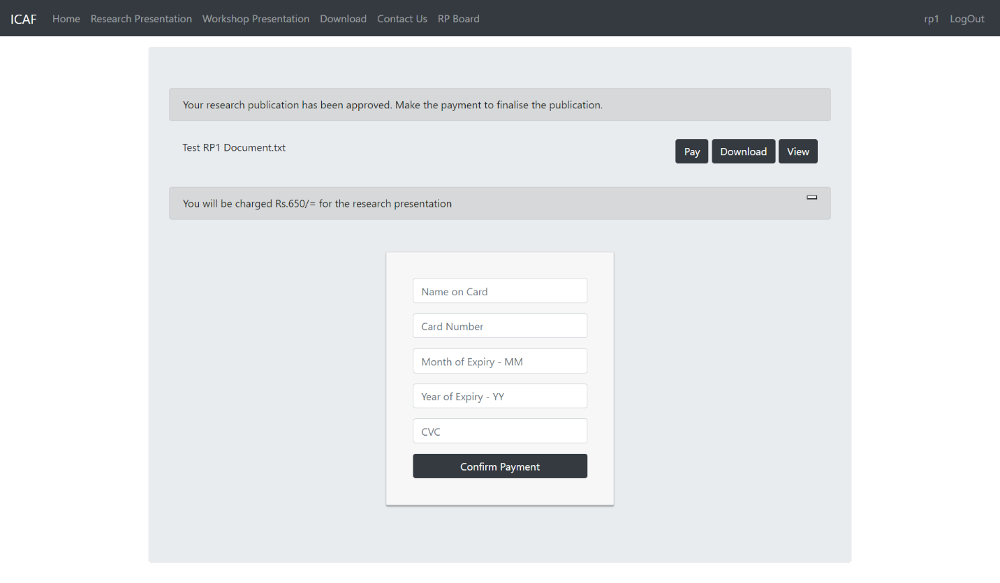 ICAF Home Research Presentation Workshop Presentation Download Contact Us RP Board rp1 LogOut
Your research publication has been approved. Make the payment to finalise the publication.
Test RP1 Document.txt Pay Download View
You will be charged Rs.650/= for the research presentation
Name on Card
Card Number
Month of Expiry - MM
Year of Expiry - YY
CVC
Confirm Payment